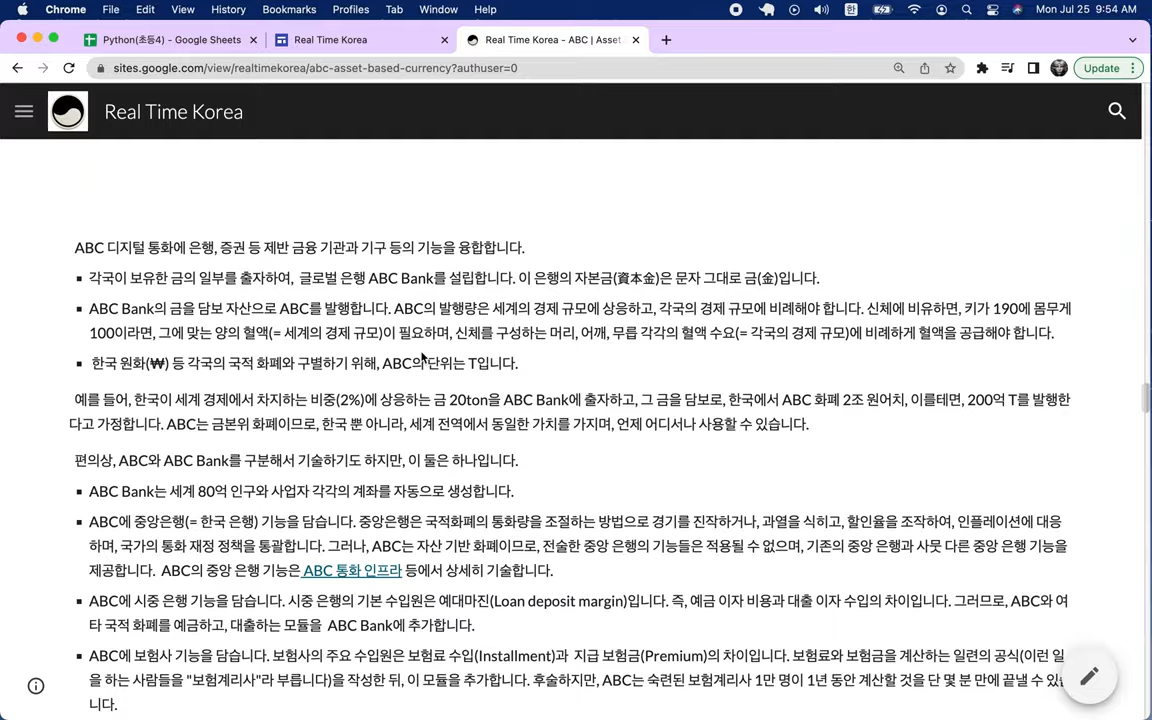 Chrome File Edit View History Bookmarks Profiles Tab Window Help 한 Mon Jul 25 9:54 AM
Python(초등4) - Google Sheets Real Time Korea Real Time Korea - ABC | Asset
sites.google.com/view/realtimekorea/abc-asset-based-currency?authuser=0 Update
Real Time Korea
ABC 디지털 통화에 은행, 증권 등 제반 금융 기관과 기구 등의 기능을 융합합니다.
▪ 각국이 보유한 금의 일부를 출자하여, 글로벌 은행 ABC Bank를 설립합니다. 이 은행의 자본금(資本金)은 문자 그대로 금(金)입니다.
▪ ABC Bank의 금을 담보 자산으로 ABC를 발행합니다. ABC의 발행량은 세계의 경제 규모에 상응하고, 각국의 경제 규모에 비례해야 합니다. 신체에 비유하면, 키가 190에 몸무게
100이라면, 그에 맞는 양의 혈액(= 세계의 경제 규모)이 필요하며, 신체를 구성하는 머리, 어깨, 무릅 각각의 혈액 수요(= 각국의 경제 규모)에 비례하게 혈액을 공급해야 합니다.
▪ 한국 원화(₩) 등 각국의 국적 화폐와 구별하기 위해, ABC의 단위는 T입니다.
예를 들어, 한국이 세계 경제에서 차지하는 비중(2%)에 상응하는 금 20ton을 ABC Bank에 출자하고, 그 금을 담보로, 한국에서 ABC 화폐 2조 원어치, 이를테면, 200억 T를 발행한
다고 가정합니다. ABC는 금본위 화폐이므로, 한국 뿐 아니라, 세계 전역에서 동일한 가치를 가지며, 언제 어디서나 사용할 수 있습니다.
편의상, ABC와 ABC Bank를 구분해서 기술하기도 하지만, 이 둘은 하나입니다.
▪ ABC Bank는 세계 80억 인구와 사업자 각각의 계좌를 자동으로 생성합니다.
▪ ABC에 중앙은행(= 한국 은행) 기능을 담습니다. 중앙은행은 국적화폐의 통화량을 조절하는 방법으로 경기를 진작하거나, 과열을 식히고, 할인율을 조작하여, 인플레이션에 대응
하며, 국가의 통화 재정 정책을 통괄합니다. 그러나, ABC는 자산 기반 화폐이므로, 전술한 중앙 은행의 기능들은 적용될 수 없으며, 기존의 중앙 은행과 사뭇 다른 중앙 은행 기능을
제공합니다. ABC의 중앙 은행 기능은 ABC 통화 인프라 등에서 상세히 기술합니다.
▪ ABC에 시중 은행 기능을 담습니다. 시중 은행의 기본 수입원은 예대마진(Loan deposit margin)입니다. 즉, 예금 이자 비용과 대출 이자 수입의 차이입니다. 그러므로, ABC와 여
타 국적 화폐를 예금하고, 대출하는 모듈을 ABC Bank에 추가합니다.
▪ ABC에 보험사 기능을 담습니다. 보험사의 주요 수입원은 보험료 수입(Installment)과 지급 보험금(Premium)의 차이입니다. 보험료와 보험금을 계산하는 일련의 공식(이런 일
을 하는 사람들을 "보험계리사"라 부릅니다)을 작성한 뒤, 이 모듈을 추가합니다. 후술하지만, ABC는 숙련된 보험계리사 1만 명이 1년 동안 계산할 것을 단 몇 분 만에 끝낼 수 있
니다.